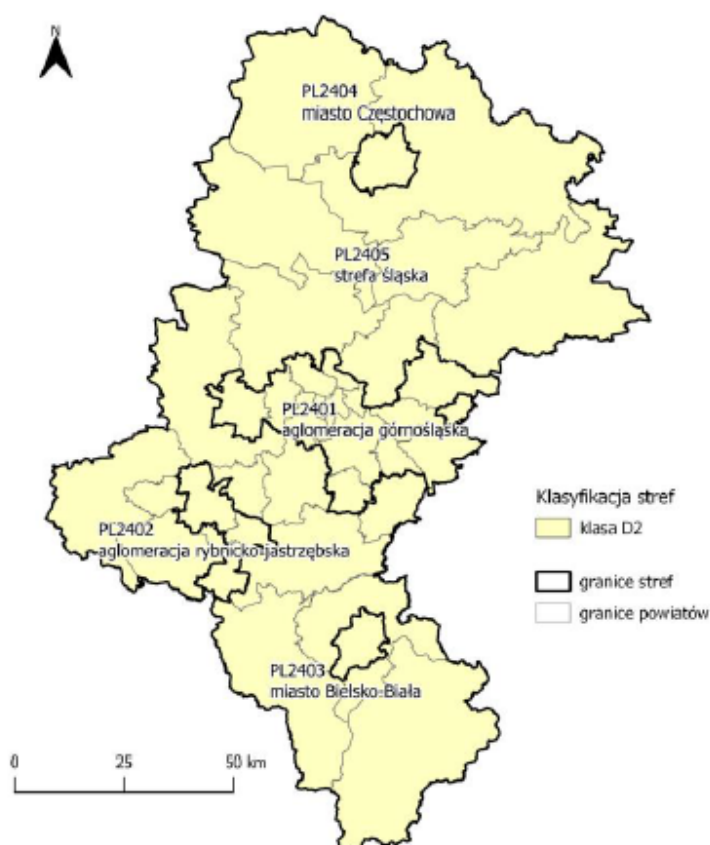 N
PL2404
miasto Częstochowa
PL2405
strefa śląska
PL2401
aglomeracja górnośląska
Klasyfikacja stref
klasa D2
PL2402
aglomeracja rybnicko-jastrzębska
granice stref
granice powiatów
PL2403
miasto Bielsko-Biała
0 25 50 km